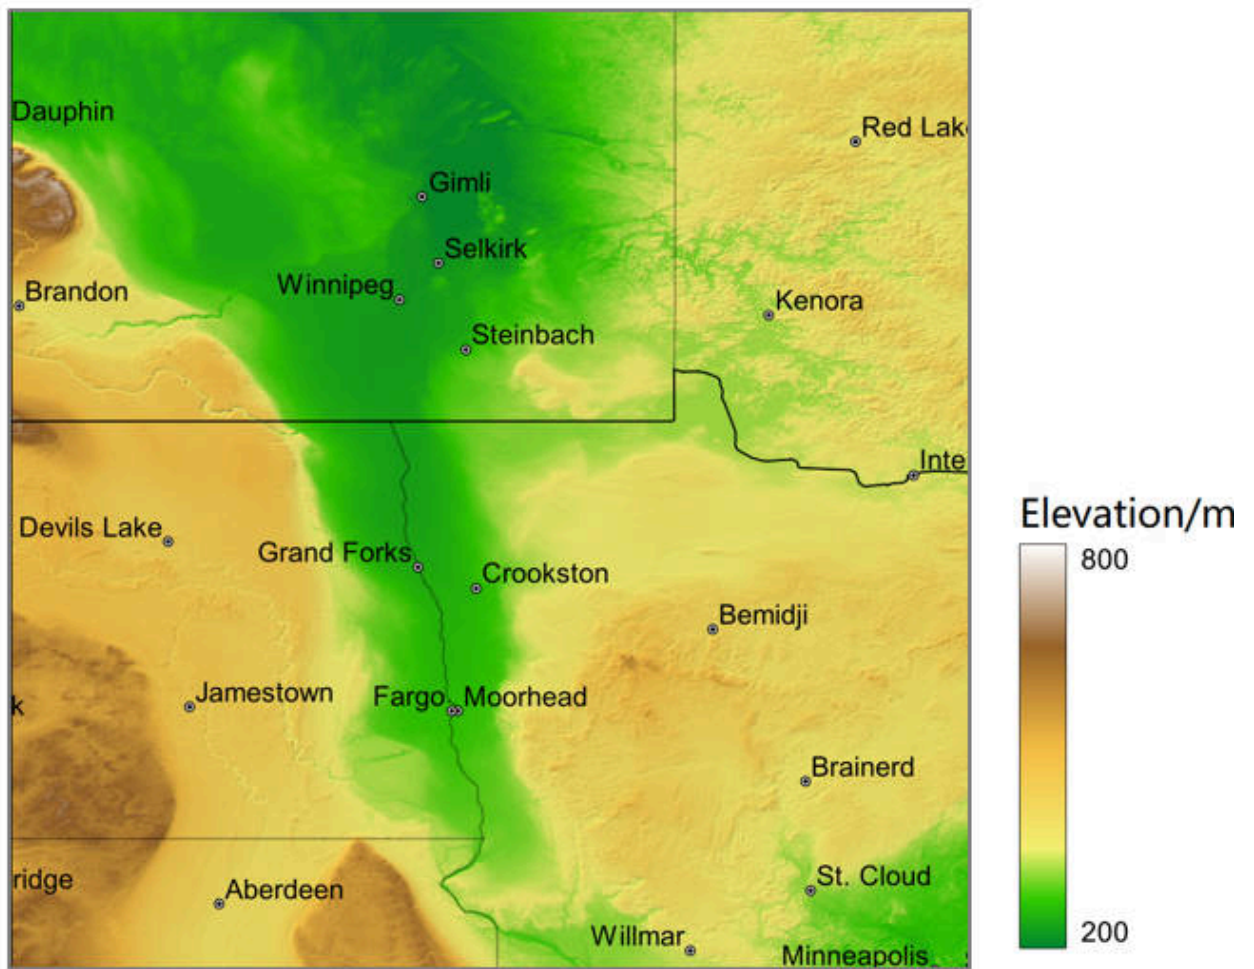 Dauphin
Red Lak
Gimli
Selkirk
Winnipeg
Brandon
Kenora
Steinbach
Inte
Elevation/m
800
Devils Lake
Grand Forks
Crookston
Bemidji
Jamestown
k
Fargo
Moorhead
Brainerd
ridge
Aberdeen
St. Cloud
200
Willmar
Minneapolis